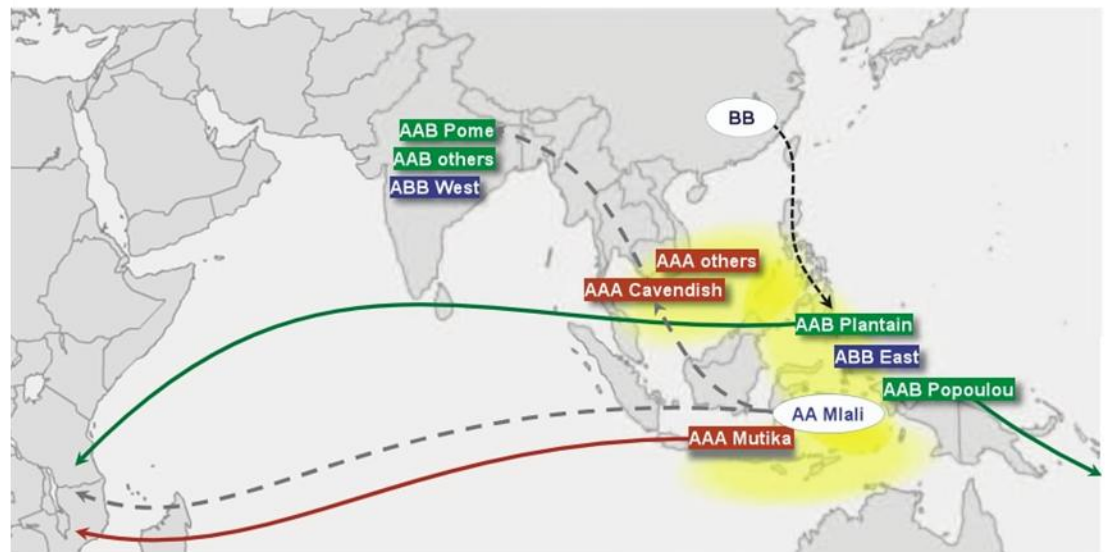 BB
AAB Pome
AAB others
ABB West
AAA others
AAA Cavendish
AAB Plantain
ABB East
AAB Popoulou
AA Mlali
AAA Mutika